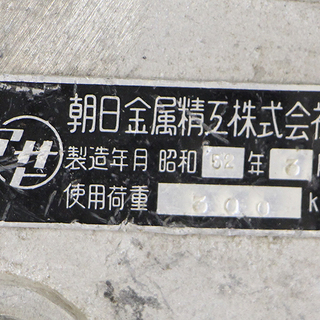 朝日金属精工株式会
製造年月 昭和 52 年
使用荷重 300 k